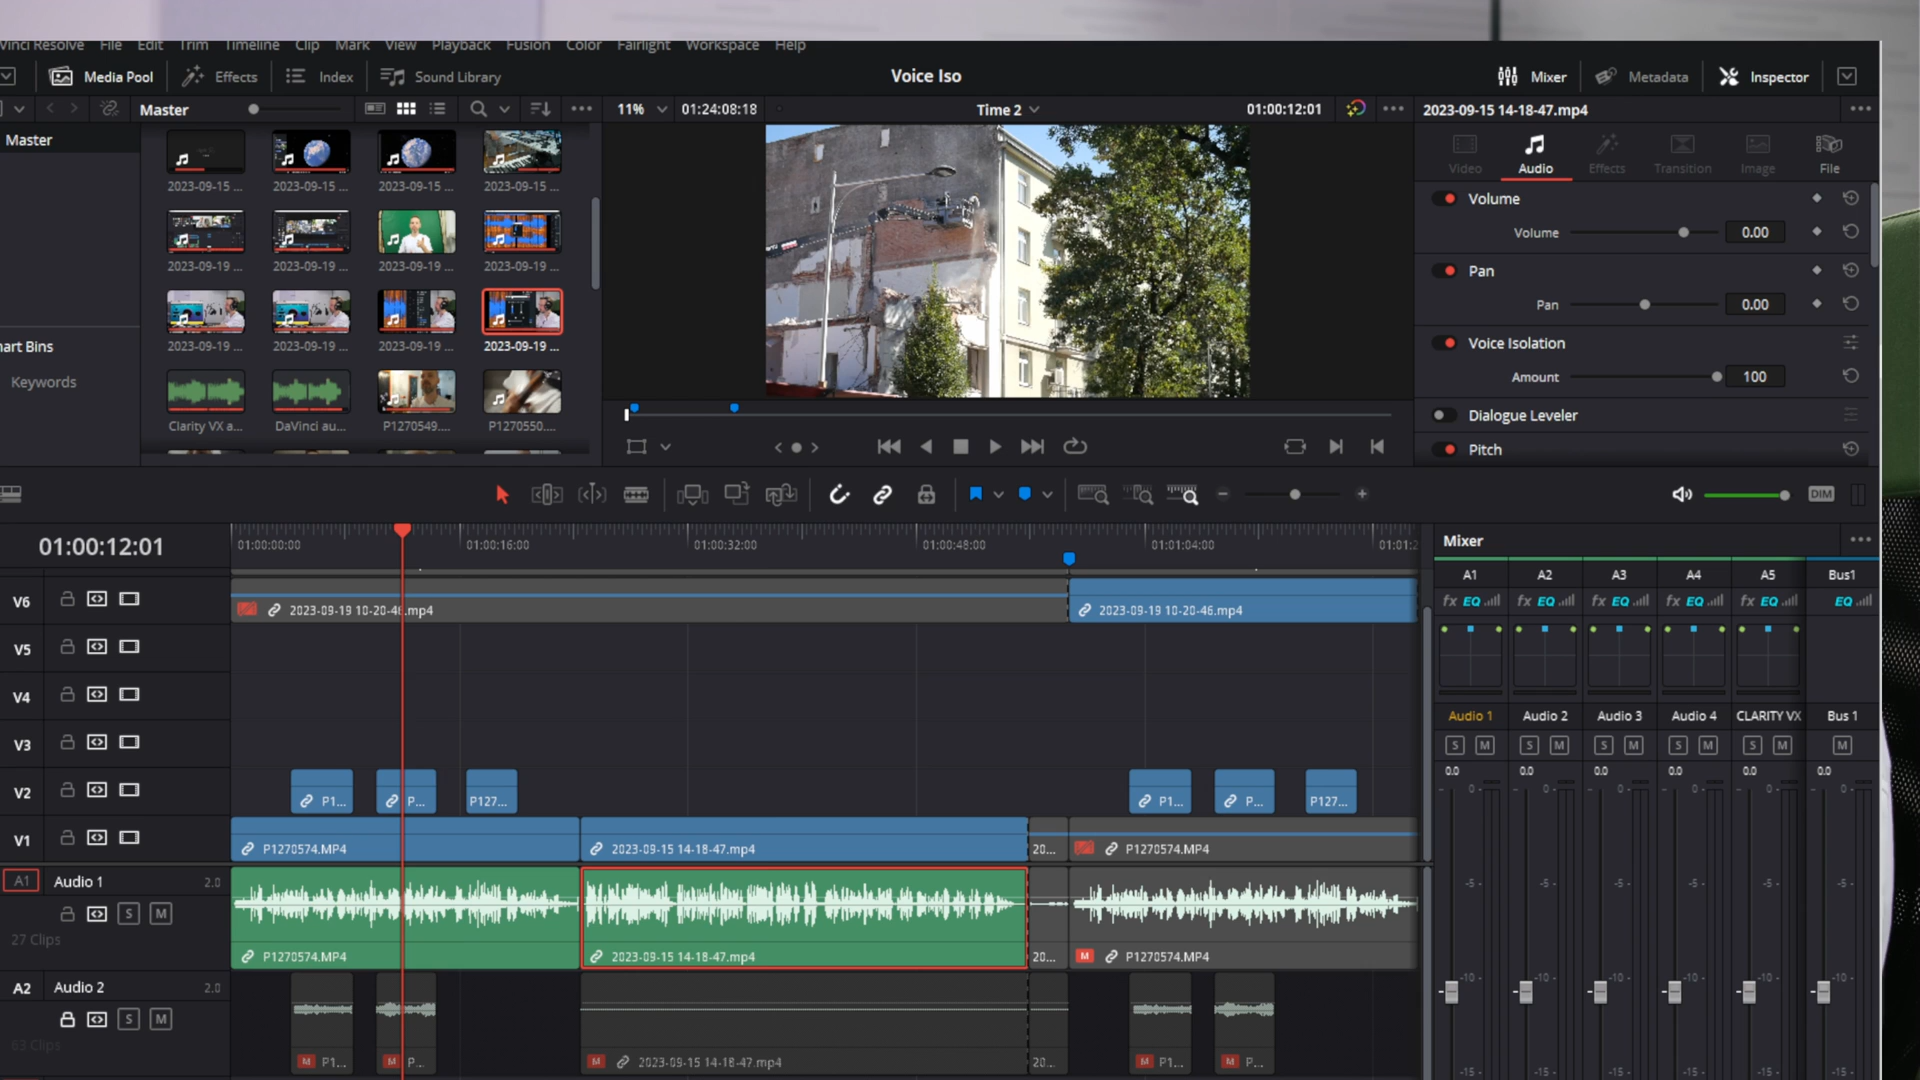 Vinci Resolve File Edit Trim Timeline Clip Mark View Playback Fusion Color Fairlight Workspace Help
Media Pool Effects Index Sound Library Voice Iso Mixer Metadata Inspector
Master 11% 01:24:08:18 Time 2 01:00:12:01 2023-09-15 14-18-47.mp4
Master
2023-09-15 ... 2023-09-15 ... 2023-09-15 ... 2023-09-15 ...
2023-09-19 ... 2023-09-19 ... 2023-09-19 ... 2023-09-19 ...
2023-09-19 ... 2023-09-19 ... 2023-09-19 ... 2023-09-19 ...
Clarity VX a... DaVinci au... P1270549.... P1270550....
art Bins
Keywords
Video Audio Effects Transition Image File
Volume
Volume 0.00
Pan
Pan 0.00
Voice Isolation
Amount 100
Dialogue Leveler
Pitch
DIM
01:00:12:01
01:00:00:00 01:00:16:00 01:00:32:00 01:00:48:00 01:01:04:00 01:01:2
V6 2023-09-19 10-20-46.mp4 2023-09-19 10-20-46.mp4
V5
V4
V3
V2 P1... P... P127... P1... P... P127...
V1 P1270574.MP4 2023-09-15 14-18-47.mp4 20... P1270574.MP4
A1 Audio 1 2.0
S M
27 Clips
P1270574.MP4 2023-09-15 14-18-47.mp4 20... M P1270574.MP4
A2 Audio 2 2.0
S M
63 Clips
M P1... M P... M 2023-09-15 14-18-47.mp4 20... M P1... M P...
Mixer
A1 A2 A3 A4 A5 Bus1
fx EQ fx EQ fx EQ fx EQ fx EQ EQ
Audio 1 Audio 2 Audio 3 Audio 4 CLARITY VX Bus 1
S M S M S M S M S M M
0.0 0.0 0.0 0.0 0.0 0.0
0 0 0 0 0 0
-5 -5 -5 -5 -5 -5
-10 -10 -10 -10 -10 -10
-15 -15 -15 -15 -15 -15